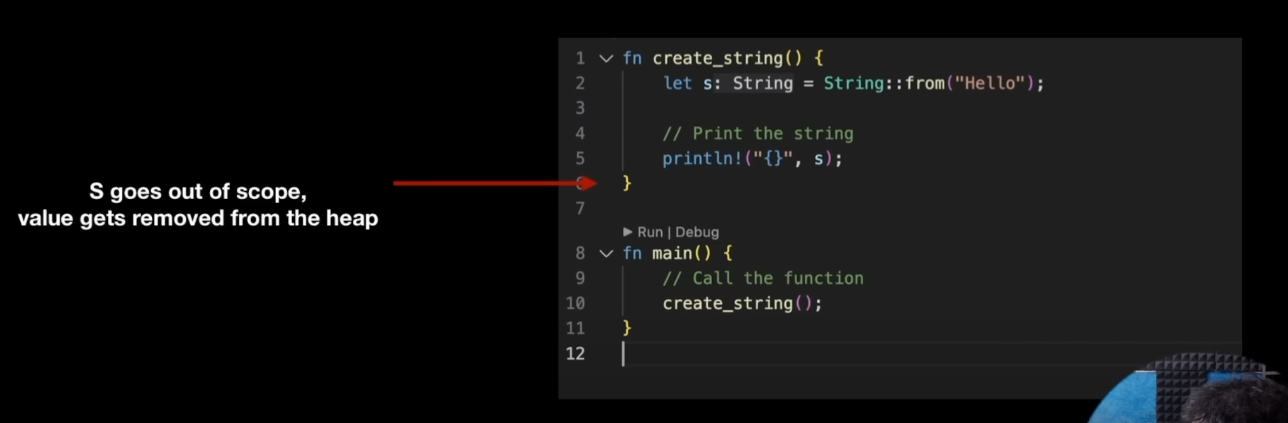 S goes out of scope,
value gets removed from the heap
1 fn create_string() {
2 let s: String = String::from("Hello");
3
4 // Print the string
5 println!("{}", s);
}
7
Run | Debug
8 fn main() {
9 // Call the function
10 create_string();
11 }
12